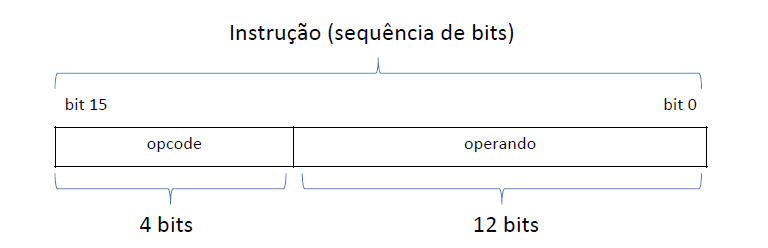 Instrução (sequência de bits)
bit 15 bit 0
opcode operando
4 bits 12 bits